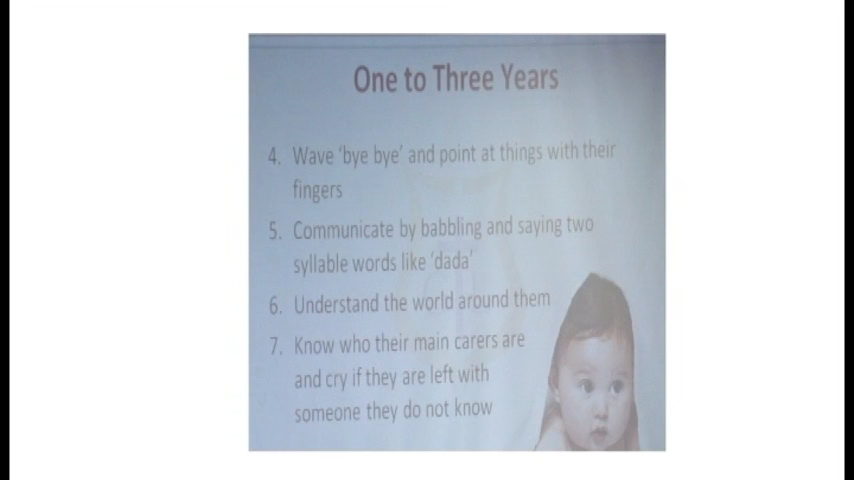 One to Three Years
4. Wave 'bye bye' and point at things with their
fingers
5. Communicate by babbling and saying two
syllable words like 'dada'
6. Understand the world around them
7. Know who their main carers are
and cry if they are left with
someone they do not know